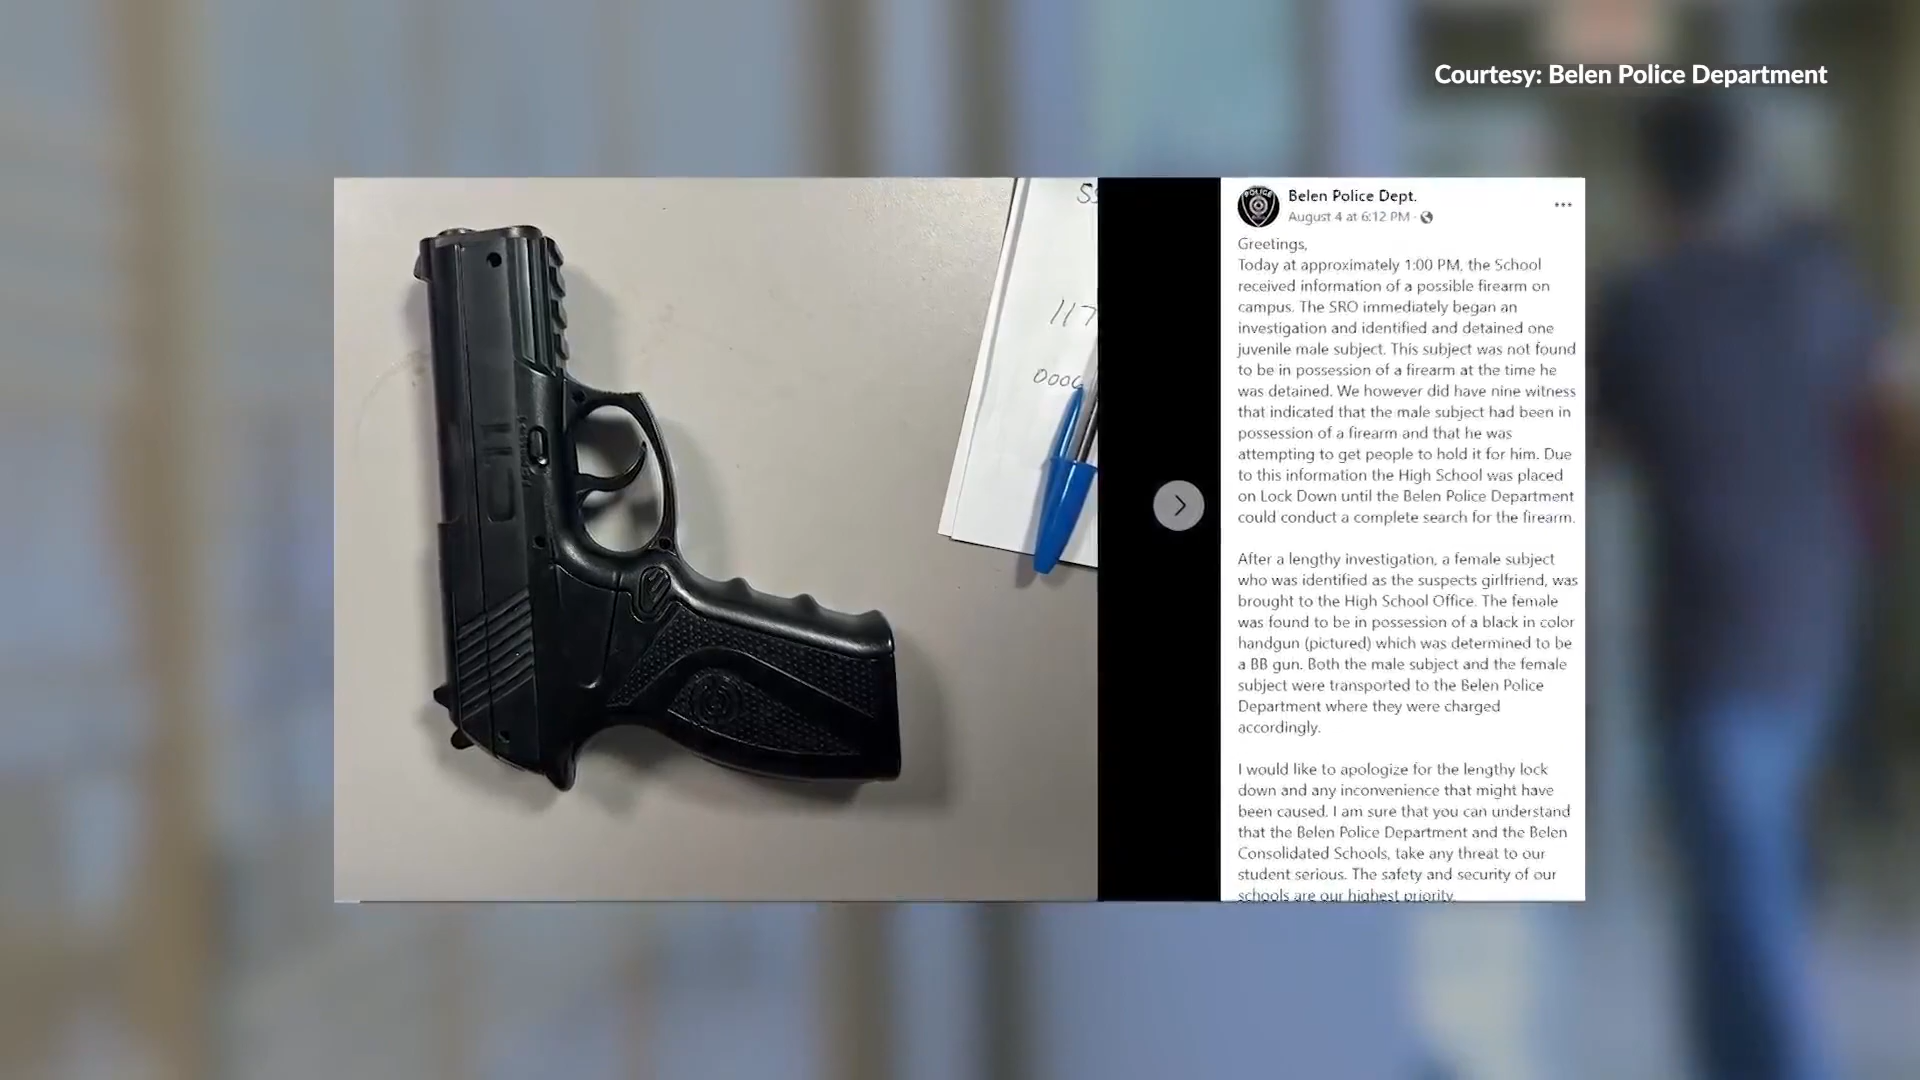 Courtesy: Belen Police Department
117
Belen Police Dept.
August 4 at 6:12 PM
Greetings,
Today at approximately 1:00 PM, the School
received information of a possible firearm on
campus. The SRO immediately began an
investigation and identified and detained one
juvenile male subject. This subject was not found
to be in possession of a firearm at the time he
was detained. We however did have nine witness
that indicated that the male subject had been in
possession of a firearm and that he was
attempting to get people to hold it for him. Due
to this information the High School was placed
on Lock Down until the Belen Police Department
could conduct a complete search for the firearm.
After a lengthy investigation, a female subject
who was identified as the suspects girlfriend, was
brought to the High School Office. The female
was found to be in possession of a black in color
handgun (pictured) which was determined to be
a BB gun. Both the male subject and the female
subject were transported to the Belen Police
Department where they were charged
accordingly.
I would like to apologize for the lengthy lock
down and any inconvenience that might have
been caused. I am sure that you can understand
that the Belen Police Department and the Belen
Consolidated Schools, take any threat to our
student serious. The safety and security of our
schools are our highest priority.